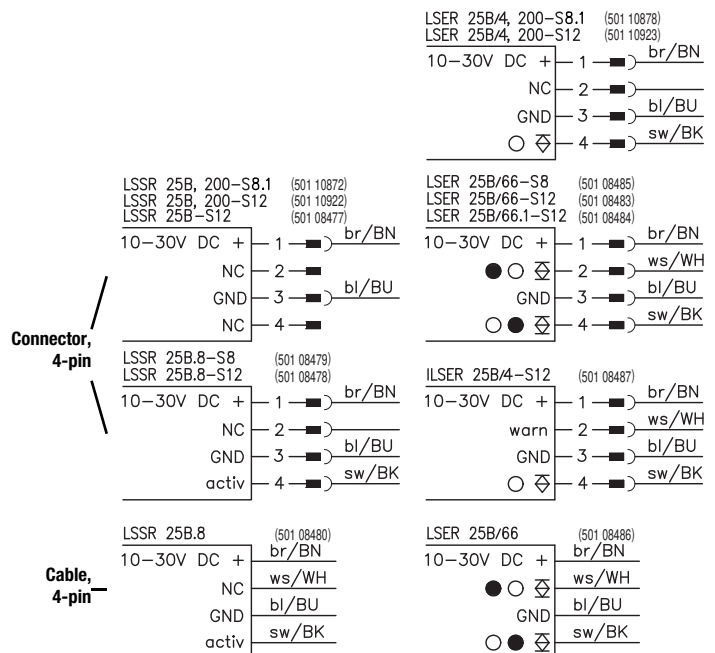 LSER 25B/4, 200-S8.1 (501 10878)
LSER 25B/4, 200-S12 (501 10923)
10-30V DC + 1 br/BN
NC 2
GND 3 bl/BU
4 sw/BK
LSSR 25B, 200-S8.1 (501 10872)
LSSR 25B, 200-S12 (501 10922)
LSSR 25B-S12 (501 08477)
10-30V DC + 1 br/BN
NC 2
GND 3 bl/BU
NC 4
LSER 25B/66-S8 (501 08485)
LSER 25B/66-S12 (501 08483)
LSER 25B/66.1-S12 (501 08484)
10-30V DC + 1 br/BN
2 ws/WH
GND 3 bl/BU
4 sw/BK
Connector,
4-pin
LSSR 25B.8-S8 (501 08479)
LSSR 25B.8-S12 (501 08478)
10-30V DC + 1 br/BN
NC 2
GND 3 bl/BU
activ 4 sw/BK
ILSER 25B/4-S12 (501 08487)
10-30V DC + 1 br/BN
warn 2 ws/WH
GND 3 bl/BU
4 sw/BK
Cable,
4-pin
LSSR 25B.8 (501 08480)
10-30V DC + br/BN
NC ws/WH
GND bl/BU
activ sw/BK
LSER 25B/66 (501 08486)
10-30V DC + br/BN
ws/WH
GND bl/BU
sw/BK